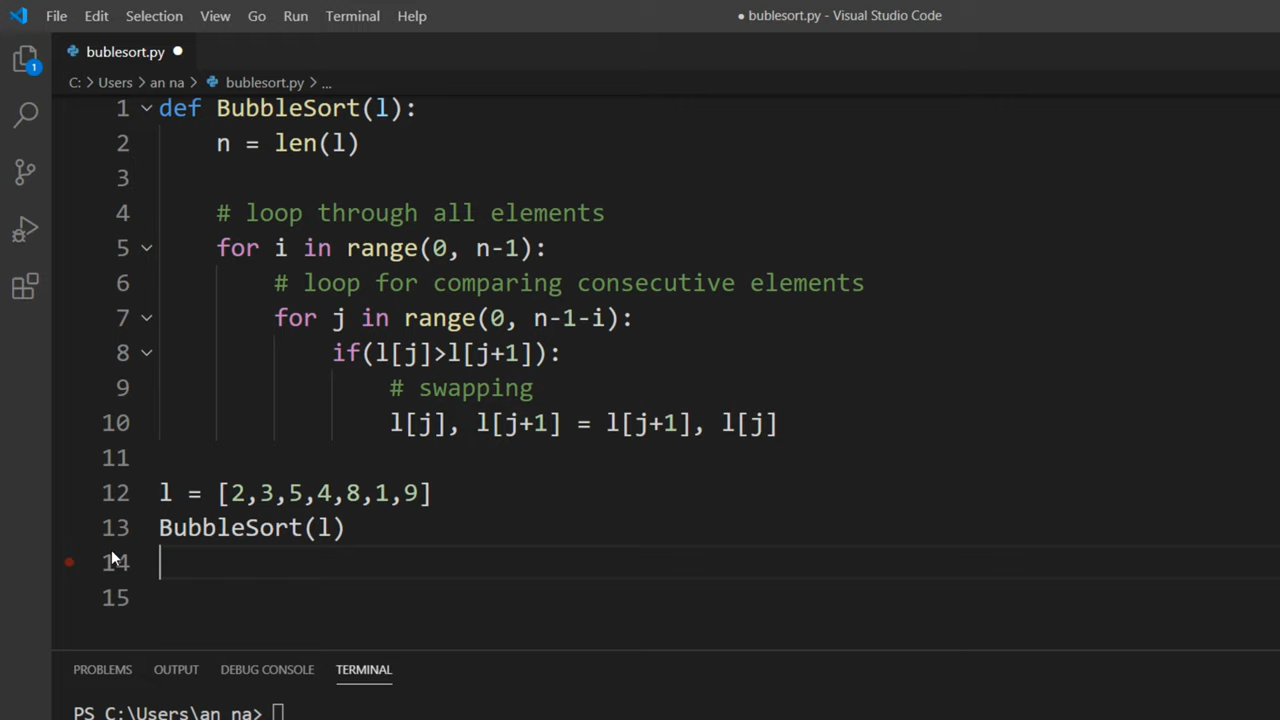 File Edit Selection View Go Run Terminal Help ● bublesort.py - Visual Studio Code
bublesort.py ●
C: > Users > an na > bublesort.py > ...
1 def BubbleSort(l):
2 n = len(l)
3
4 # loop through all elements
5 for i in range(0, n-1):
6 # loop for comparing consecutive elements
7 for j in range(0, n-1-i):
8 if(l[j]>l[j+1]):
9 # swapping
10 l[j], l[j+1] = l[j+1], l[j]
11
12 l = [2,3,5,4,8,1,9]
13 BubbleSort(l)
14
15
PROBLEMS OUTPUT DEBUG CONSOLE TERMINAL
PS C:\Users\an na>
1